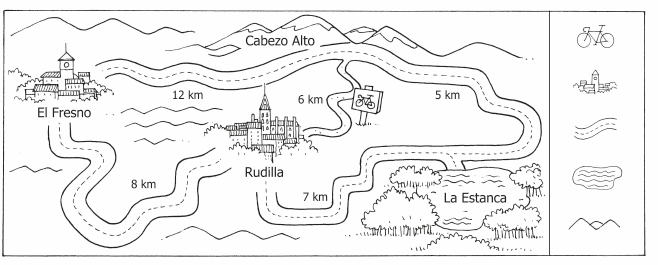 Cabezo Alto
12 km
6 km
5 km
El Fresno
Rudilla
8 km
7 km
La Estanca